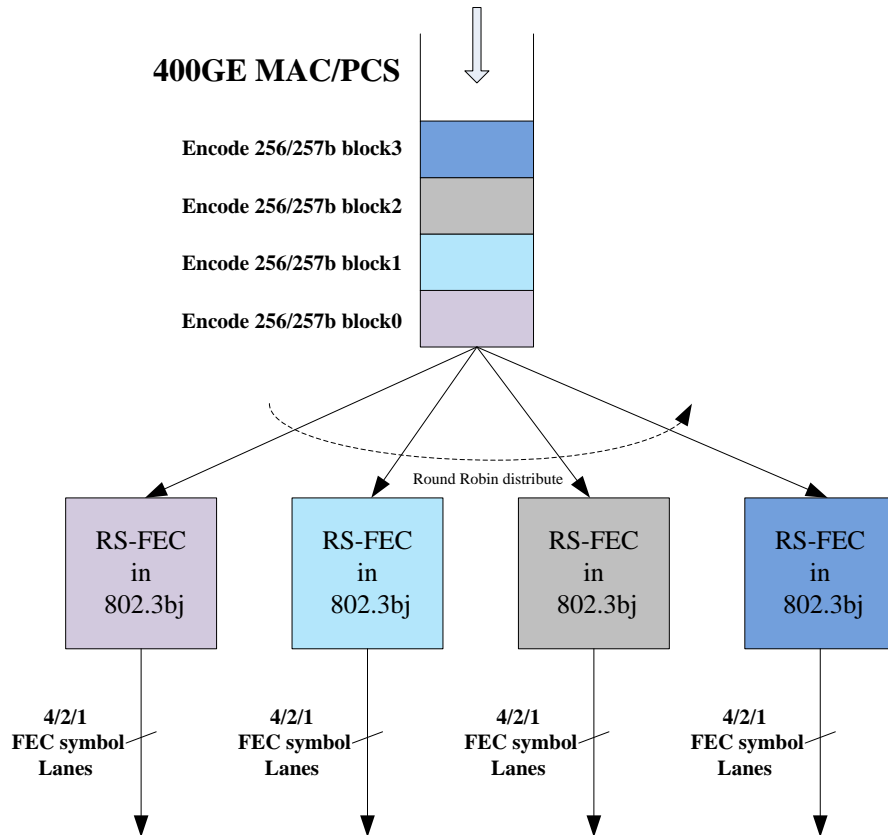 400GE MAC/PCS
Encode 256/257b block3
Encode 256/257b block2
Encode 256/257b block1
Encode 256/257b block0
Round Robin distribute
RS-FEC
in
802.3bj
RS-FEC
in
802.3bj
RS-FEC
in
802.3bj
RS-FEC
in
802.3bj
4/2/1
FEC symbol
Lanes
4/2/1
FEC symbol
Lanes
4/2/1
FEC symbol
Lanes
4/2/1
FEC symbol
Lanes